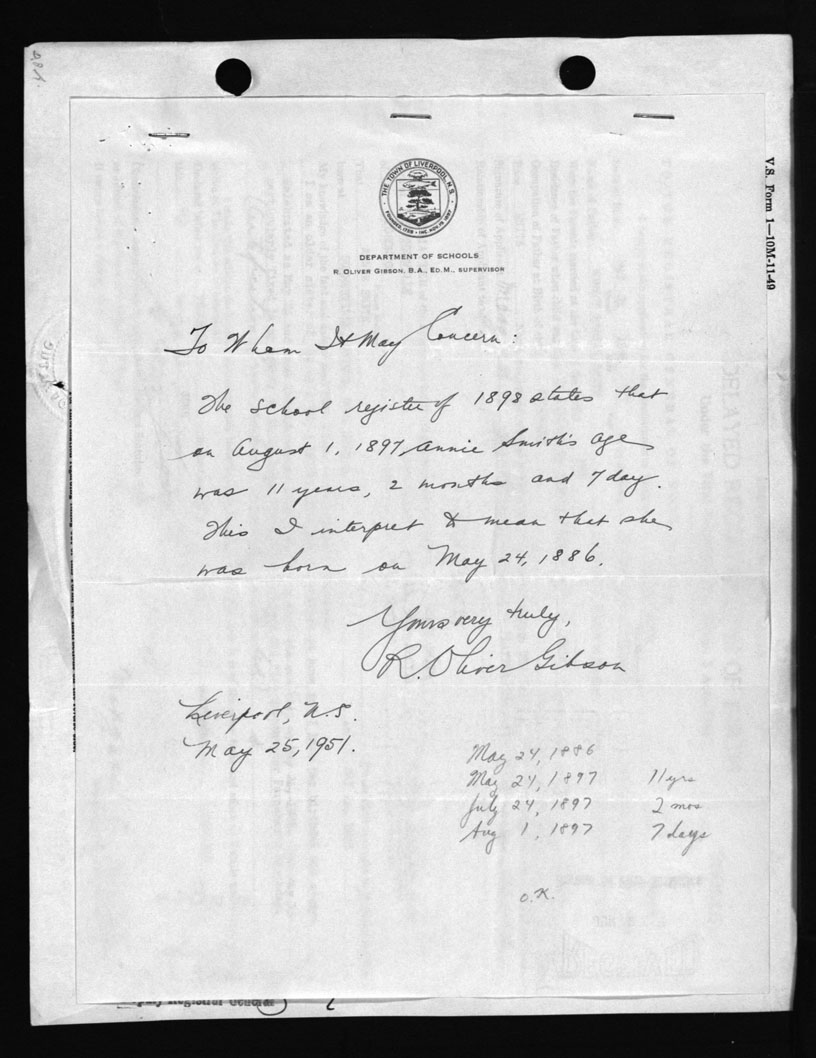 THE TOWN OF LIVERPOOL, N.S.
DEPARTMENT OF SCHOOLS
R. OLIVER GIBSON, B.A., ED.M., SUPERVISOR
V.S. Form 1—10M-11-49
To Whom It May Concern:
The school register of 1898 states that
on August 1, 1897, Annie Smith's age
was 11 years, 2 months and 7 day.
This I interpret to mean that she
was born on May 24, 1886.
Yours very truly,
R. Oliver Gibson
Liverpool, N.S.
May 25, 1951.
May 24, 1886
May 24, 1897 11 yrs
July 24, 1897 2 mos
Aug 1, 1897 7 days
O.K.
Registrar General